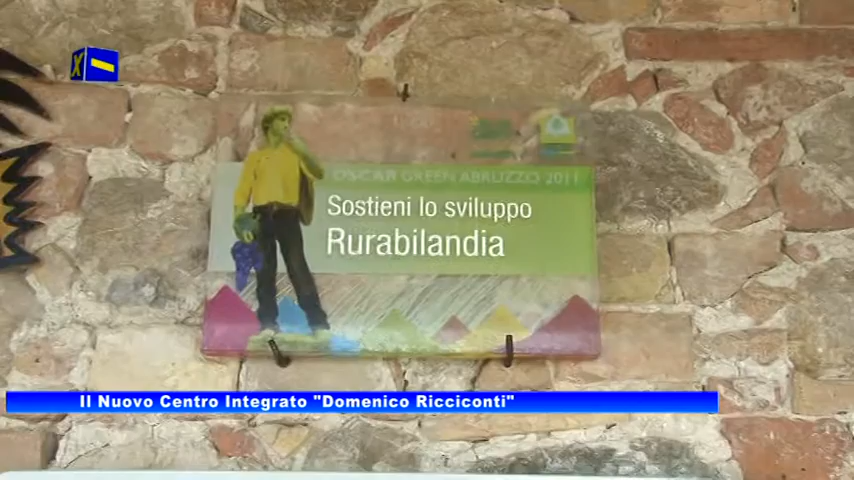 OSCAR GREEN ABRUZZO 2011
Sostieni lo sviluppo
Rurabilandia
Il Nuovo Centro Integrato "Domenico Ricciconti"